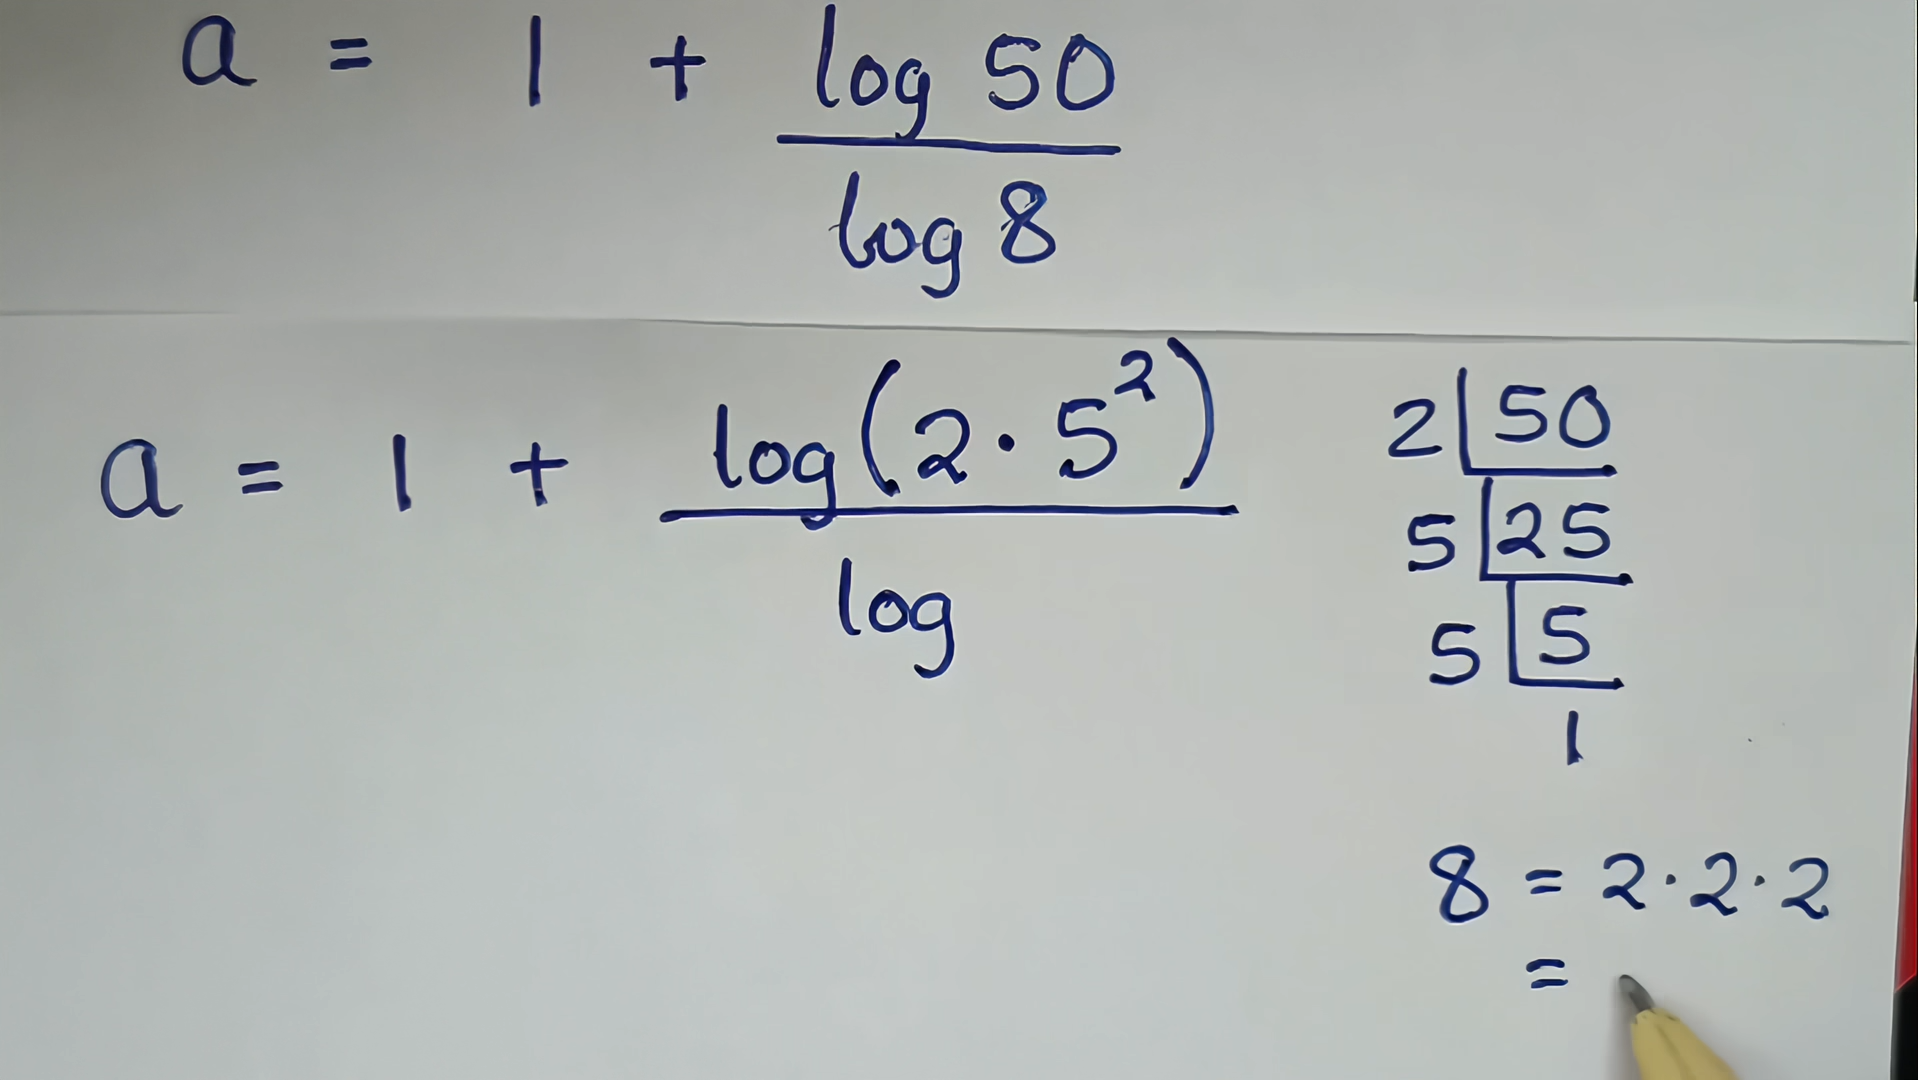 a = 1 + log 50
log 8
a = 1 + log(2·5²)
log
2 50
5 25
5 5
1
8 = 2·2·2
=